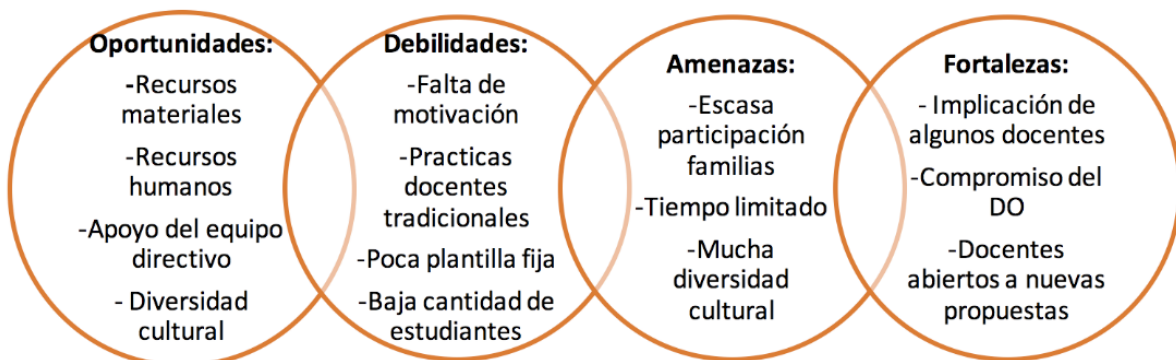 Oportunidades:
-Recursos
materiales
-Recursos
humanos
-Apoyo del equipo
directivo
- Diversidad
cultural
Debilidades:
-Falta de
motivación
-Practicas
docentes
tradicionales
-Poca plantilla fija
-Baja cantidad de
estudiantes
Amenazas:
-Escasa
participación
familias
-Tiempo limitado
-Mucha
diversidad
cultural
Fortalezas:
- Implicación de
algunos docentes
-Compromiso del
DO
-Docentes
abiertos a nuevas
propuestas